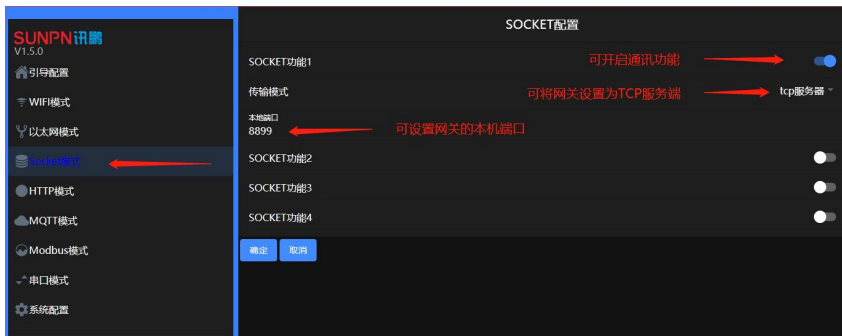 SOCKET配置
SUNPN讯鹏
V1.5.0
引导配置
WIFI模式
以太网模式
Socket模式
HTTP模式
MQTT模式
Modbus模式
串口模式
系统配置
SOCKET功能1
可开启通讯功能
传输模式
可将网关设置为TCP服务端
tcp服务器
本地端口
8899
可设置网关的本机端口
SOCKET功能2
SOCKET功能3
SOCKET功能4
确定
取消